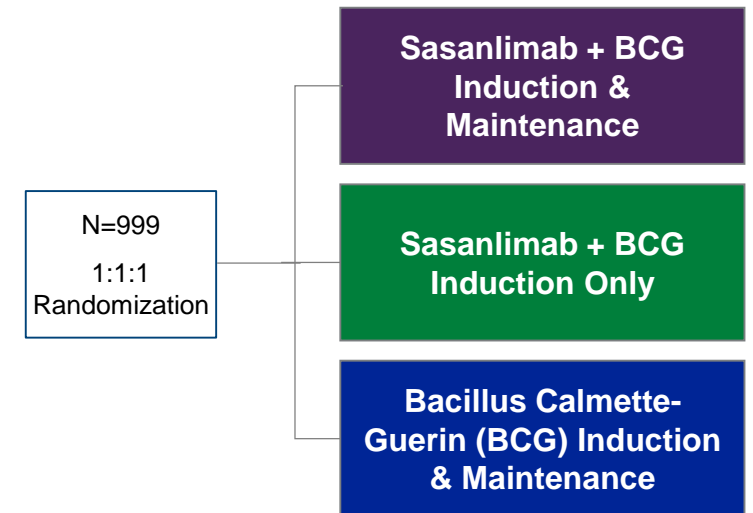 Sasanlimab + BCG
Induction &
Maintenance
N=999
1:1:1
Randomization
Sasanlimab + BCG
Induction Only
Bacillus Calmette-
Guerin (BCG) Induction
& Maintenance